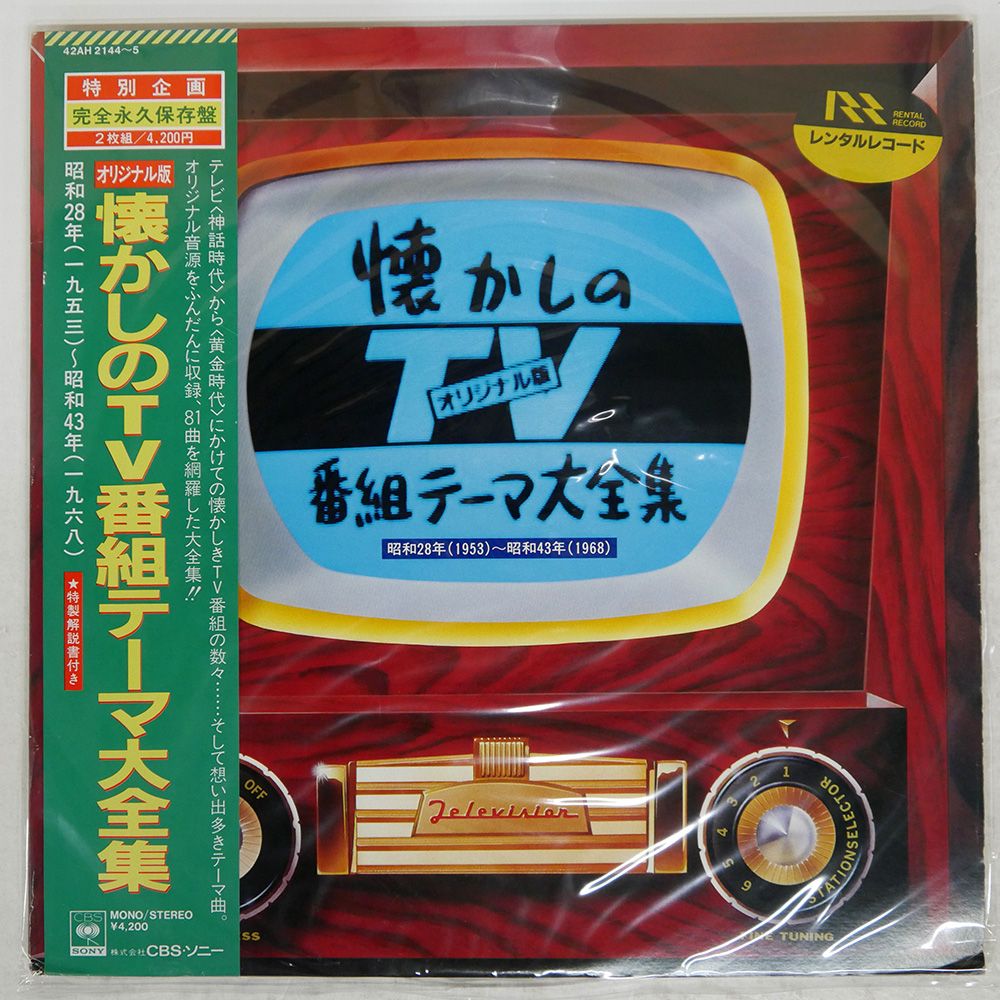 42AH 2144~5
特別企画
完全永久保存盤
2枚組/4,200円
オリジナル版
懐かしのTV番組テーマ大全集
昭和28年(一九五三)~昭和43年(一九六八)
★特製解説書付き
テレビ〈神話時代〉から〈黄金時代〉にかけての懐かしきTV番組の数々……そして想い出多きテーマ曲。
オリジナル音源をふんだんに収録、81曲を網羅した大全集!!
CBS
SONY
MONO/STEREO
¥4,200
株式会社CBS・ソニー
RR
RENTAL
RECORD
レンタルレコード
懐かしの
TV
オリジナル版
番組テーマ大全集
昭和28年(1953)~昭和43年(1968)
OFF
Television
1
2
3
4
5
6
STATIONSELECTOR
FINE TUNING